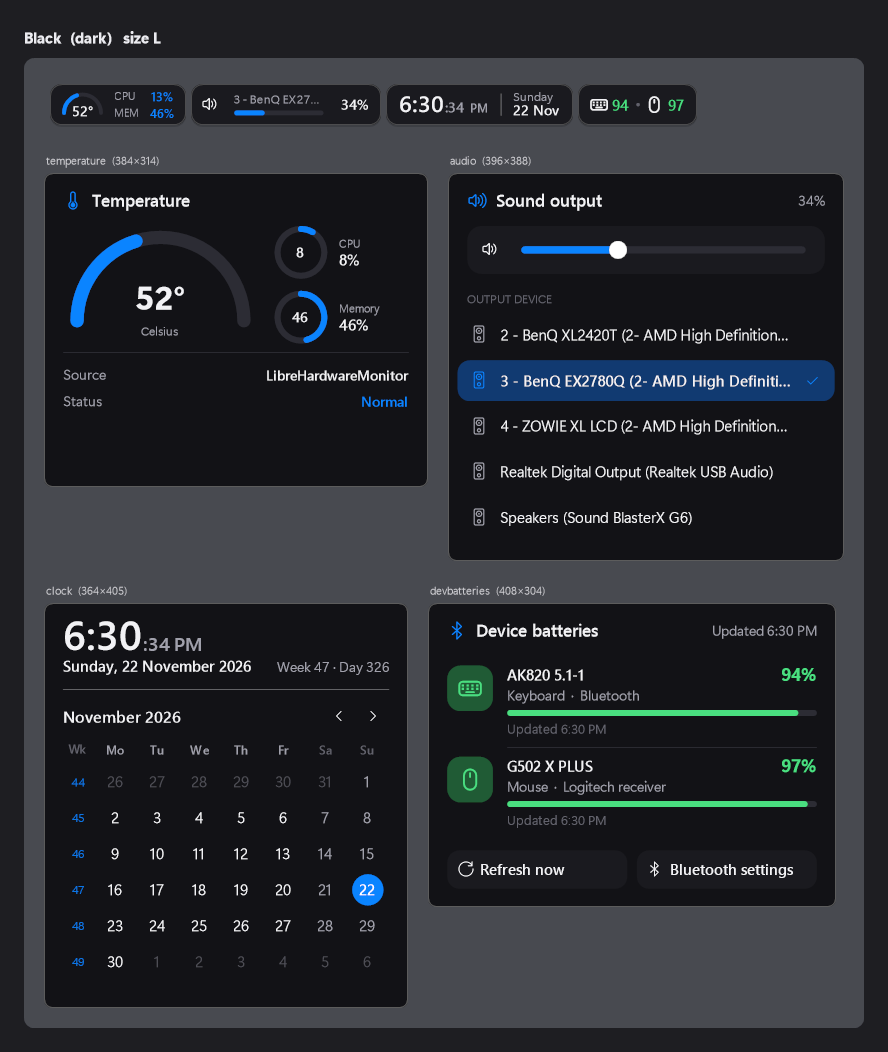 Black (dark) size L
52°
CPU 13%
MEM 46%
3 - BenQ EX27...
34%
6:30:34 PM
Sunday
22 Nov
94 • 97
temperature (384×314)
Temperature
52°
Celsius
8
CPU
8%
46
Memory
46%
Source LibreHardwareMonitor
Status Normal
audio (396×388)
Sound output 34%
OUTPUT DEVICE
2 - BenQ XL2420T (2- AMD High Definition...
3 - BenQ EX2780Q (2- AMD High Definiti...
4 - ZOWIE XL LCD (2- AMD High Definition...
Realtek Digital Output (Realtek USB Audio)
Speakers (Sound BlasterX G6)
clock (364×405)
6:30:34 PM
Sunday, 22 November 2026 Week 47 · Day 326
November 2026
Wk Mo Tu We Th Fr Sa Su
44 26 27 28 29 30 31 1
45 2 3 4 5 6 7 8
46 9 10 11 12 13 14 15
47 16 17 18 19 20 21 22
48 23 24 25 26 27 28 29
49 30 1 2 3 4 5 6
devbatteries (408×304)
Device batteries Updated 6:30 PM
AK820 5.1-1 94%
Keyboard · Bluetooth
Updated 6:30 PM
G502 X PLUS 97%
Mouse · Logitech receiver
Updated 6:30 PM
Refresh now
Bluetooth settings